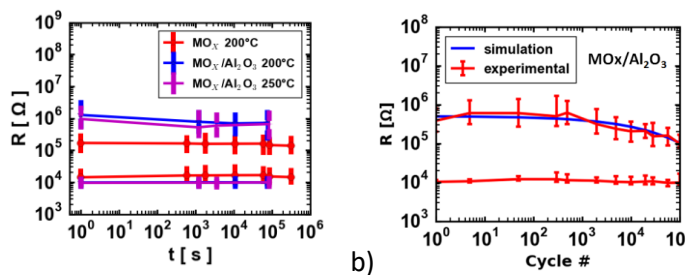 10⁹
10⁸
10⁷
10⁶
10⁵
10⁴
10³
R [ Ω ]
MOₓ 200°C
MOₓ /Al₂O₃ 200°C
MOₓ /Al₂O₃ 250°C
10⁰ 10¹ 10² 10³ 10⁴ 10⁵ 10⁶
t [ s ]
b)
10⁸
10⁷
10⁶
10⁵
10⁴
10³
R [Ω]
simulation
experimental
MOx/Al₂O₃
10⁰ 10¹ 10² 10³ 10⁴ 10⁵
Cycle #